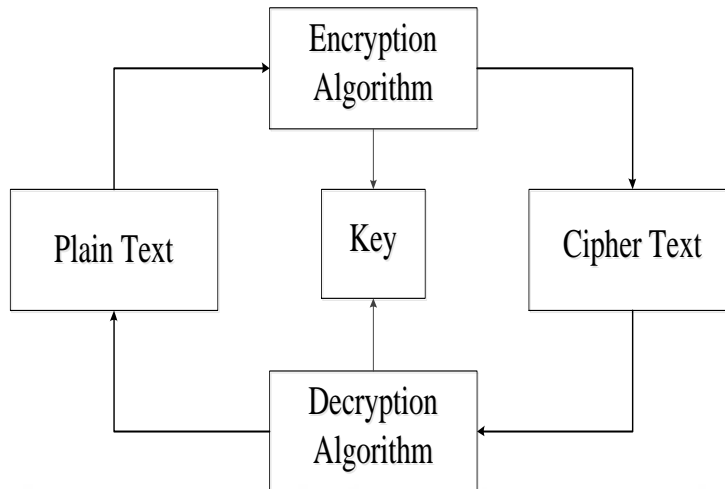 Encryption
Algorithm
Plain Text
Key
Cipher Text
Decryption
Algorithm